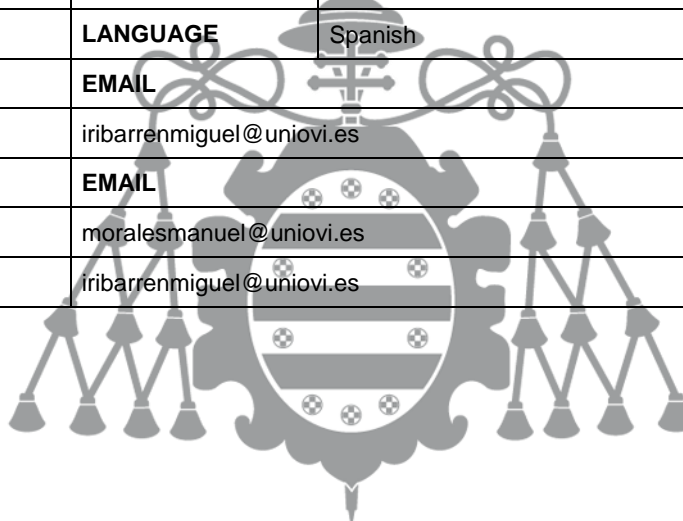 LANGUAGE Spanish
EMAIL
iribarrenmiguel@uniovi.es
EMAIL
moralesmanuel@uniovi.es
iribarrenmiguel@uniovi.es